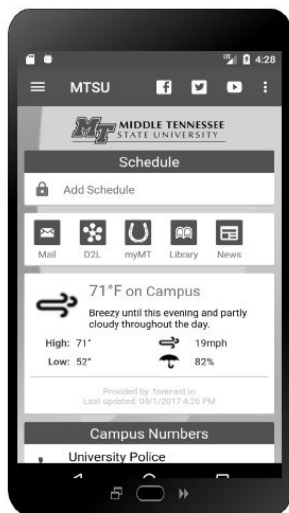 4:28
MTSU
MT MIDDLE TENNESSEE
STATE UNIVERSITY
Schedule
Add Schedule
Mail D2L myMT Library News
71°F on Campus
Breezy until this evening and partly
cloudy throughout the day.
High: 71° 19mph
Low: 52° 82%
Provided by: forecast.io
Last updated: 05/1/2017 4:26 PM
Campus Numbers
University Police